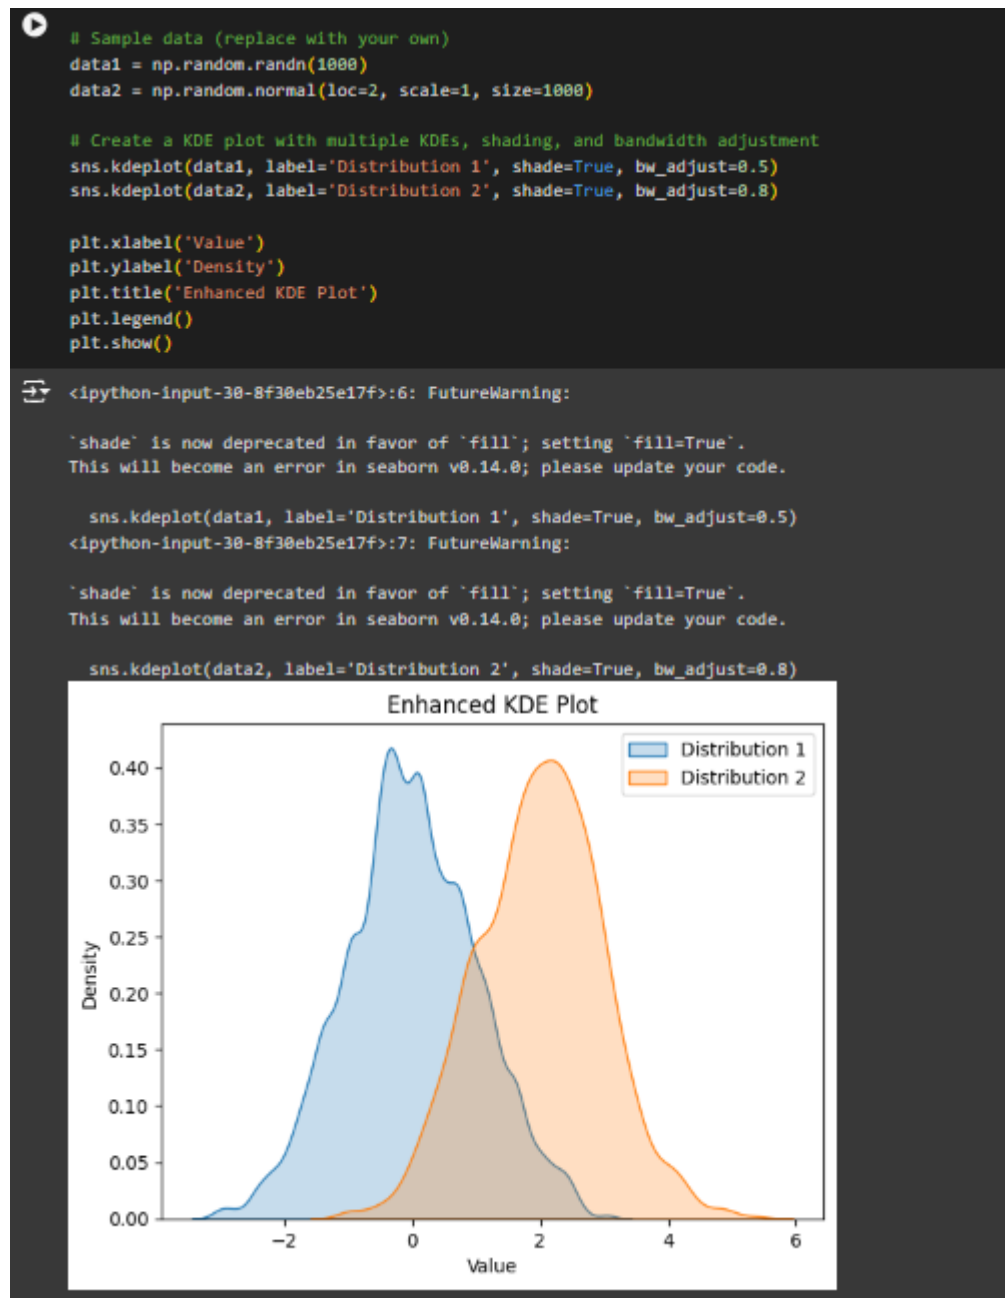 # Sample data (replace with your own)
data1 = np.random.randn(1000)
data2 = np.random.normal(loc=2, scale=1, size=1000)
# Create a KDE plot with multiple KDEs, shading, and bandwidth adjustment
sns.kdeplot(data1, label='Distribution 1', shade=True, bw_adjust=0.5)
sns.kdeplot(data2, label='Distribution 2', shade=True, bw_adjust=0.8)
plt.xlabel('Value')
plt.ylabel('Density')
plt.title('Enhanced KDE Plot')
plt.legend()
plt.show()
<ipython-input-30-8f30eb25e17f>:6: FutureWarning:
`shade` is now deprecated in favor of `fill`; setting `fill=True`.
This will become an error in seaborn v0.14.0; please update your code.
sns.kdeplot(data1, label='Distribution 1', shade=True, bw_adjust=0.5)
<ipython-input-30-8f30eb25e17f>:7: FutureWarning:
`shade` is now deprecated in favor of `fill`; setting `fill=True`.
This will become an error in seaborn v0.14.0; please update your code.
sns.kdeplot(data2, label='Distribution 2', shade=True, bw_adjust=0.8)
Enhanced KDE Plot
Distribution 1
Distribution 2
0.40
0.35
0.30
0.25
0.20
0.15
0.10
0.05
0.00
Density
−2 0 2 4 6
Value